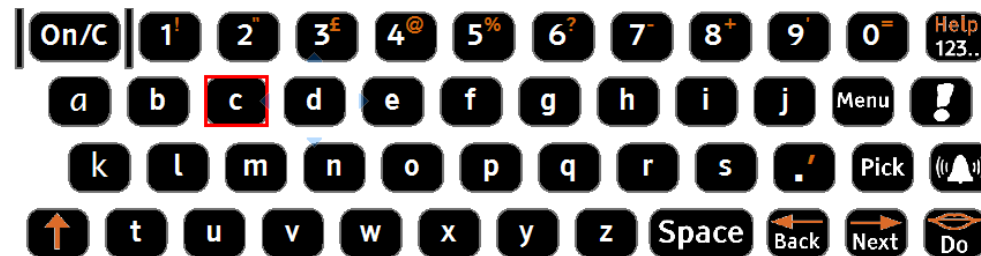 On/C 1! 2" 3£ 4@ 5% 6? 7- 8+ 9' 0= Help 123..
a b c d e f g h i j Menu !
k l m n o p q r s .' Pick
t u v w x y z Space Back Next Do